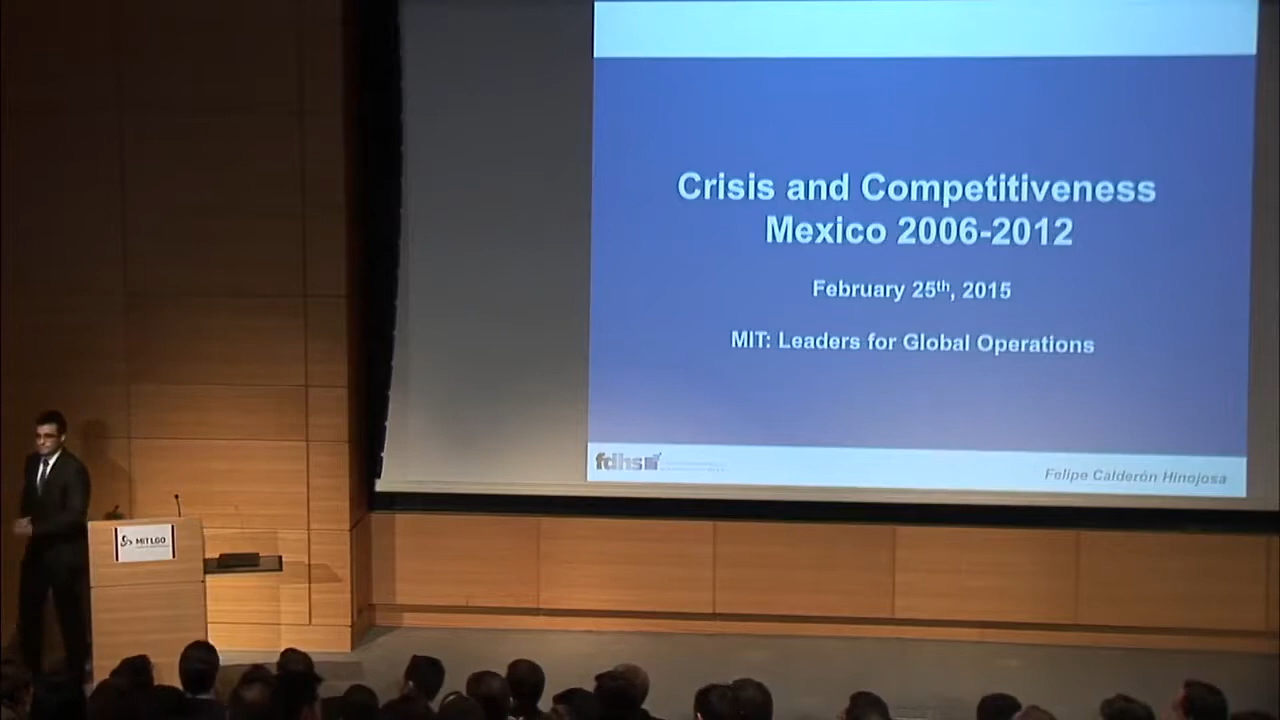 Crisis and Competitiveness
Mexico 2006-2012
February 25th, 2015
MIT: Leaders for Global Operations
fdhs
Felipe Calderón Hinojosa
MIT LGO